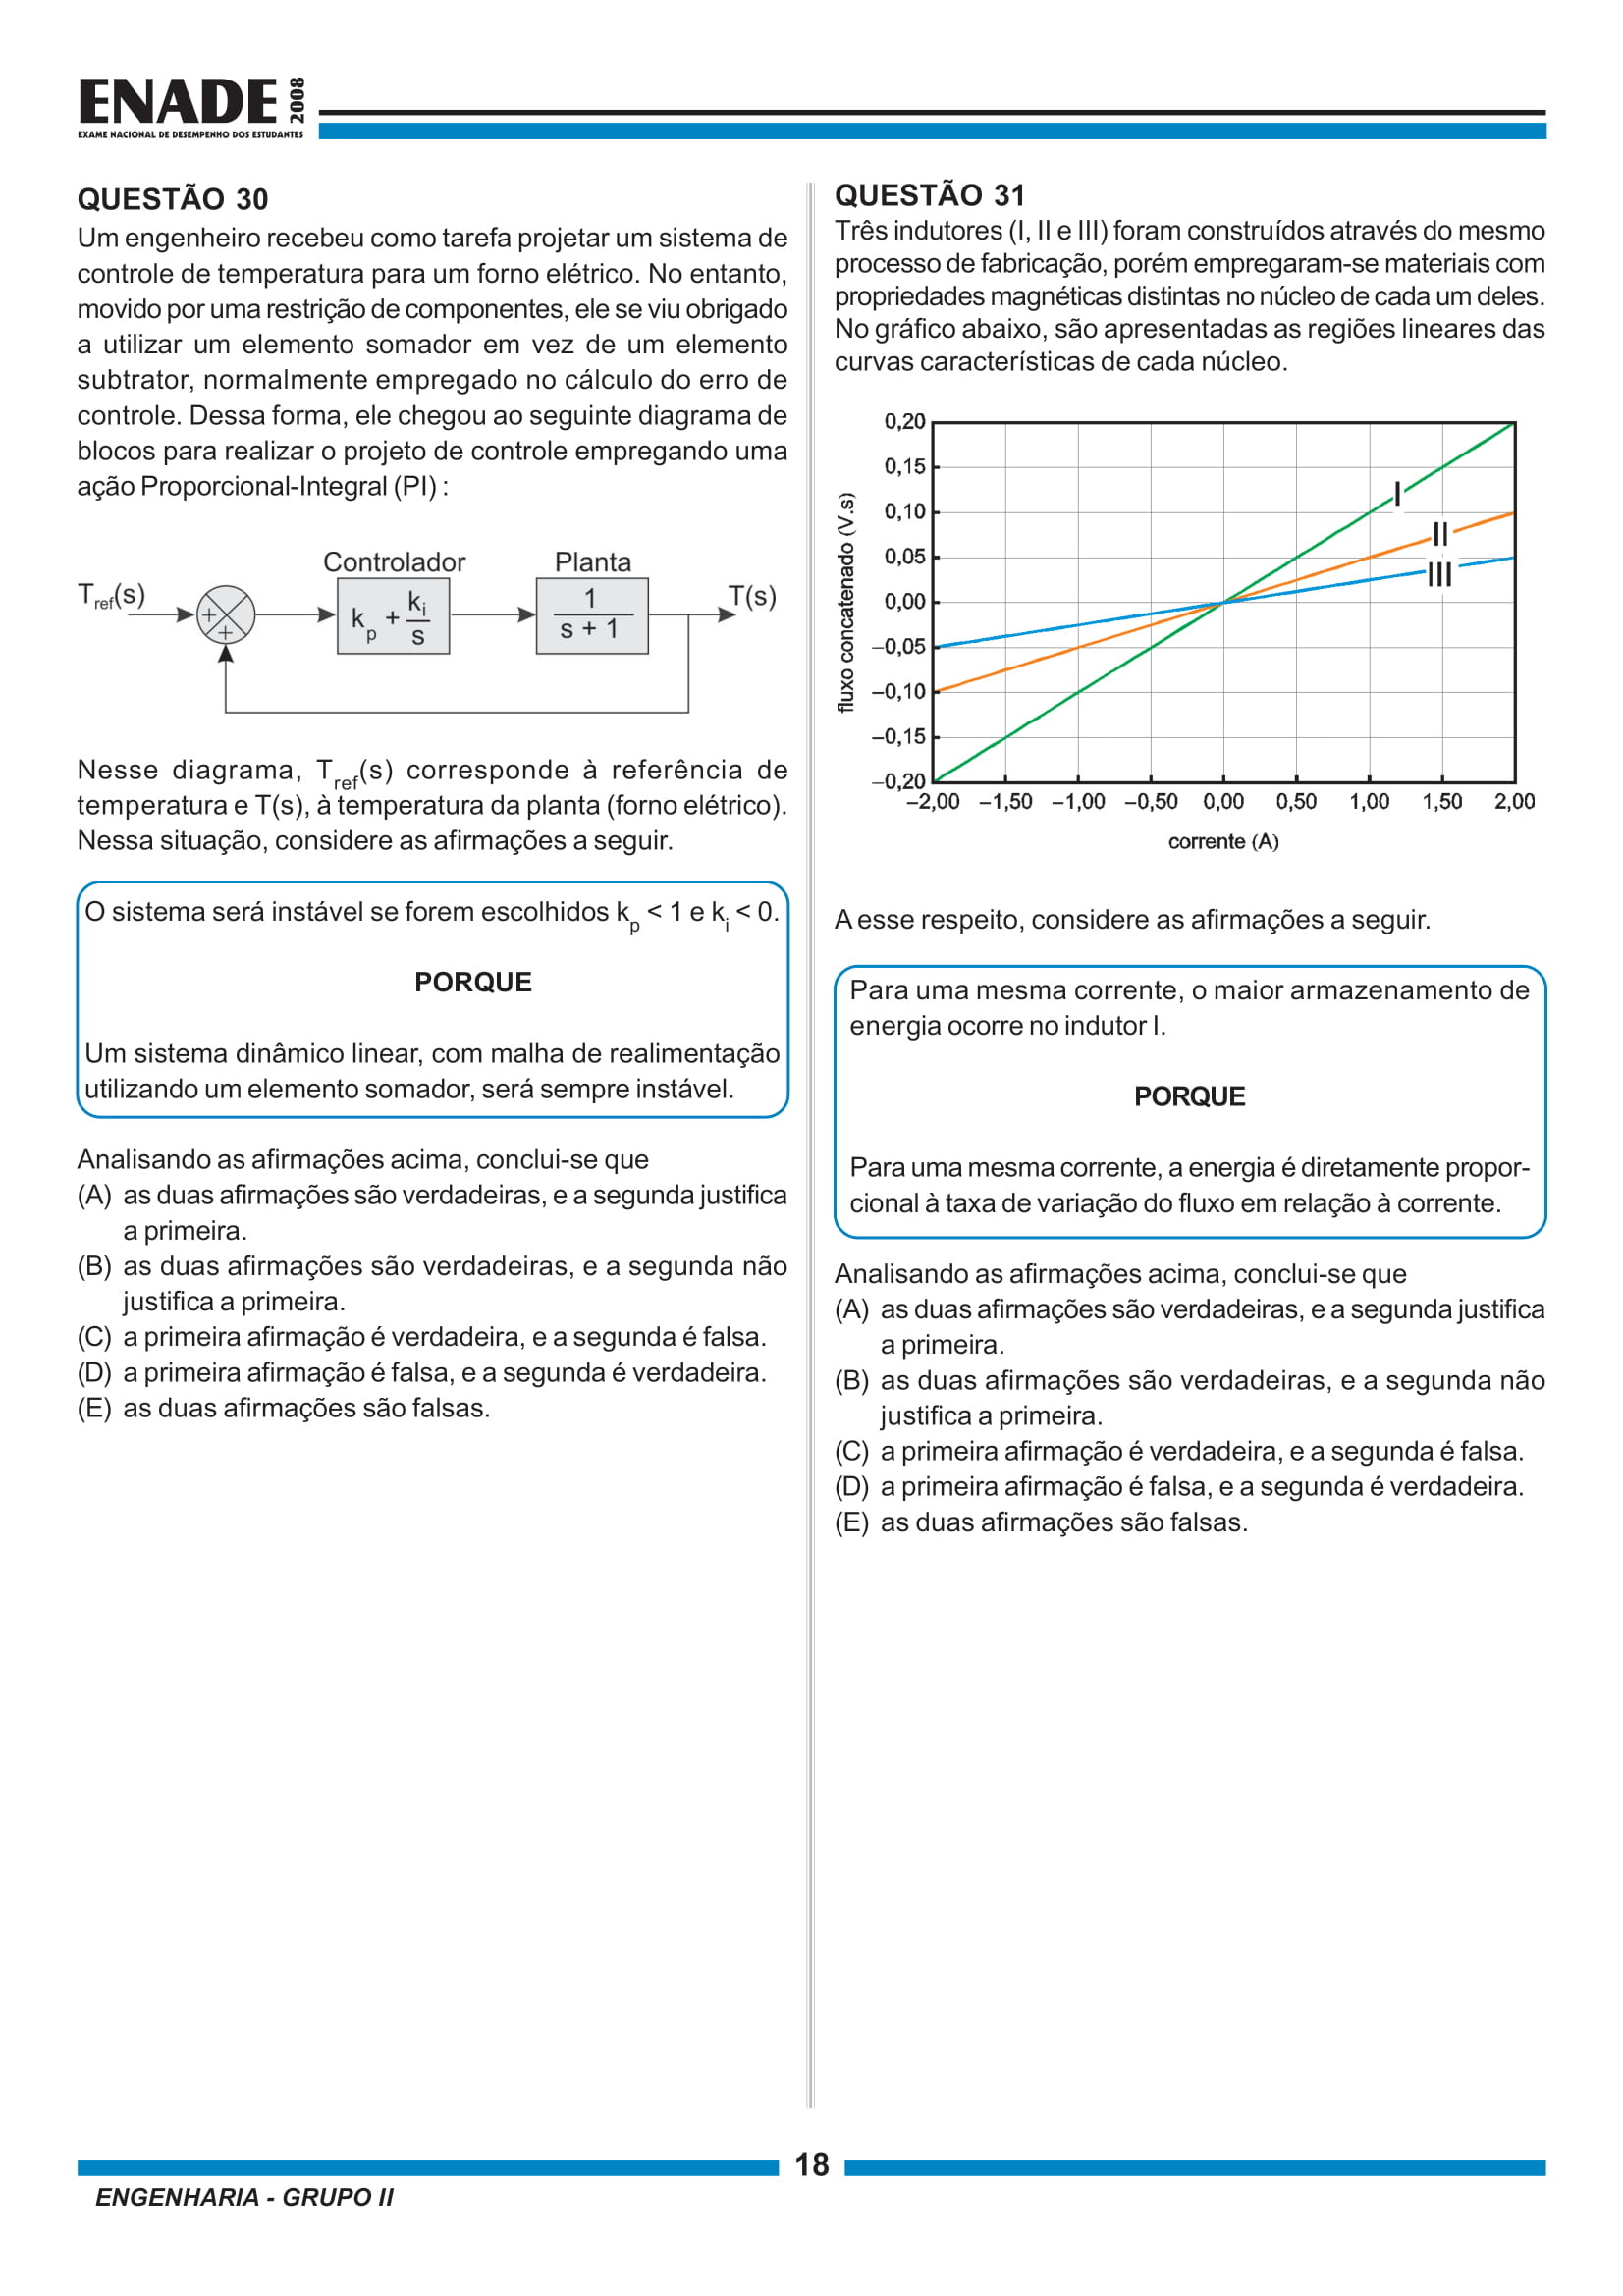 ENADE 2008
EXAME NACIONAL DE DESEMPENHO DOS ESTUDANTES
QUESTÃO 30
Um engenheiro recebeu como tarefa projetar um sistema de
controle de temperatura para um forno elétrico. No entanto,
movido por uma restrição de componentes, ele se viu obrigado
a utilizar um elemento somador em vez de um elemento
subtrator, normalmente empregado no cálculo do erro de
controle. Dessa forma, ele chegou ao seguinte diagrama de
blocos para realizar o projeto de controle empregando uma
ação Proporcional-Integral (PI) :
Controlador Planta
Tref(s) + + kp + ki/s 1/(s + 1) T(s)
Nesse diagrama, Tref(s) corresponde à referência de
temperatura e T(s), à temperatura da planta (forno elétrico).
Nessa situação, considere as afirmações a seguir.
O sistema será instável se forem escolhidos kp < 1 e ki < 0.
PORQUE
Um sistema dinâmico linear, com malha de realimentação
utilizando um elemento somador, será sempre instável.
Analisando as afirmações acima, conclui-se que
(A) as duas afirmações são verdadeiras, e a segunda justifica
a primeira.
(B) as duas afirmações são verdadeiras, e a segunda não
justifica a primeira.
(C) a primeira afirmação é verdadeira, e a segunda é falsa.
(D) a primeira afirmação é falsa, e a segunda é verdadeira.
(E) as duas afirmações são falsas.
QUESTÃO 31
Três indutores (I, II e III) foram construídos através do mesmo
processo de fabricação, porém empregaram-se materiais com
propriedades magnéticas distintas no núcleo de cada um deles.
No gráfico abaixo, são apresentadas as regiões lineares das
curvas características de cada núcleo.
fluxo concatenado (V.s)
0,20
0,15
0,10
0,05
0,00
−0,05
−0,10
−0,15
−0,20
I
II
III
−2,00 −1,50 −1,00 −0,50 0,00 0,50 1,00 1,50 2,00
corrente (A)
A esse respeito, considere as afirmações a seguir.
Para uma mesma corrente, o maior armazenamento de
energia ocorre no indutor I.
PORQUE
Para uma mesma corrente, a energia é diretamente propor-
cional à taxa de variação do fluxo em relação à corrente.
Analisando as afirmações acima, conclui-se que
(A) as duas afirmações são verdadeiras, e a segunda justifica
a primeira.
(B) as duas afirmações são verdadeiras, e a segunda não
justifica a primeira.
(C) a primeira afirmação é verdadeira, e a segunda é falsa.
(D) a primeira afirmação é falsa, e a segunda é verdadeira.
(E) as duas afirmações são falsas.
18
ENGENHARIA - GRUPO II